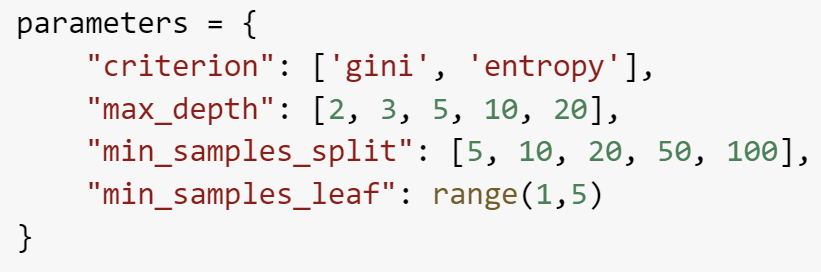 parameters = {
    "criterion": ['gini', 'entropy'],
    "max_depth": [2, 3, 5, 10, 20],
    "min_samples_split": [5, 10, 20, 50, 100],
    "min_samples_leaf": range(1,5)
}